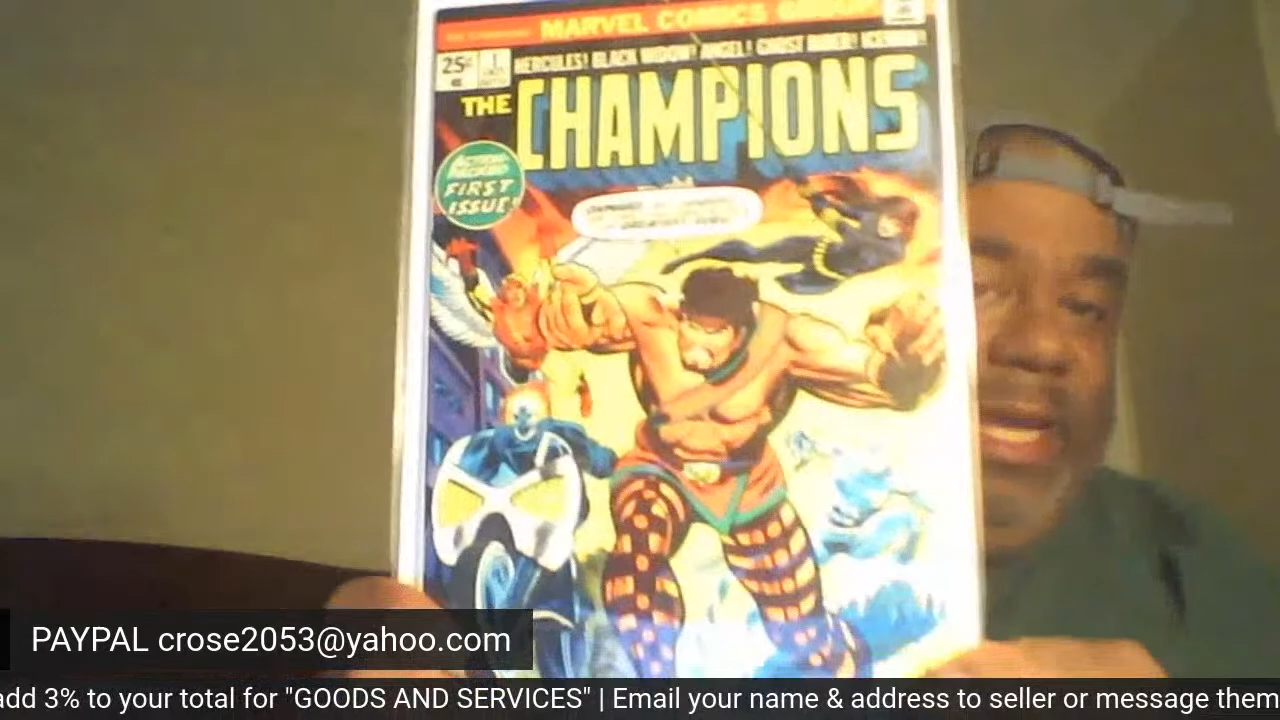 MARVEL COMICS GROUP
25¢ 1
HERCULES! BLACK WIDOW! ANGEL! GHOST RIDER! ICEMAN!
THE CHAMPIONS
ACTION-PACKED
FIRST
ISSUE!
PAYPAL crose2053@yahoo.com
add 3% to your total for "GOODS AND SERVICES" | Email your name & address to seller or message them